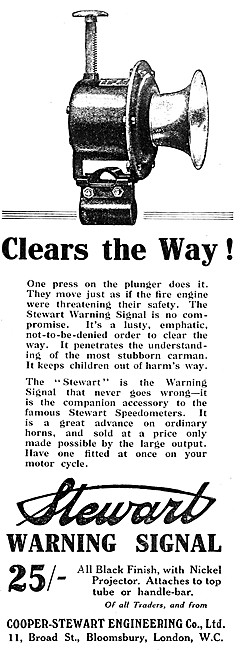 Clears the Way!
One press on the plunger does it.
They move just as if the fire engine
were threatening their safety. The
Stewart Warning Signal is no com-
promise. It's a lusty, emphatic,
not-to-be-denied order to clear the
way. It penetrates the understand-
ing of the most stubborn carman.
It keeps children out of harm's way.
The "Stewart" is the Warning
Signal that never goes wrong—it
is the companion accessory to the
famous Stewart Speedometers. It
is a great advance on ordinary
horns, and sold at a price only
made possible by the large output.
Have one fitted at once on your
motor cycle.
Stewart
WARNING SIGNAL
25/- All Black Finish, with Nickel
Projector. Attaches to top
tube or handle-bar.
Of all Traders, and from
COOPER-STEWART ENGINEERING Co., Ltd.
11, Broad St., Bloomsbury, London, W.C.